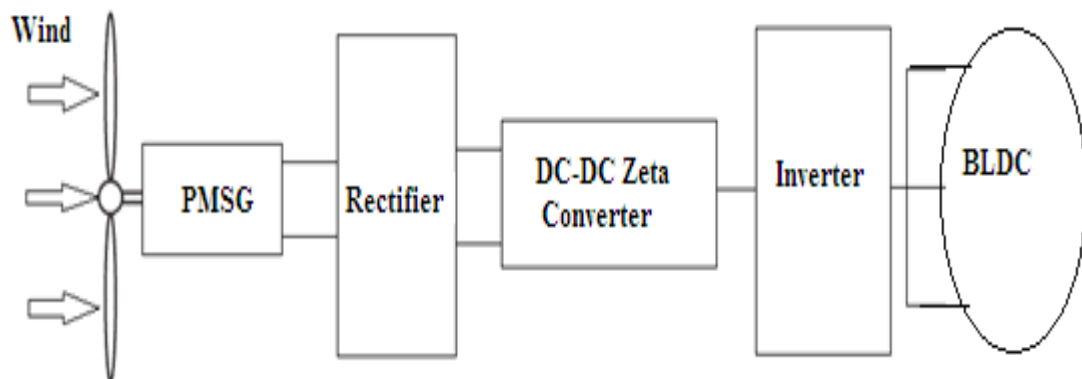 Wind
PMSG
Rectifier
DC-DC Zeta
Converter
Inverter
BLDC